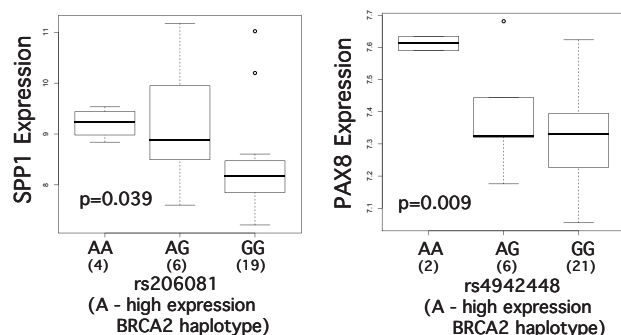 SPP1 Expression
11
10
9
8
p=0.039
AA AG GG
(4) (6) (19)
rs206081
(A - high expression
BRCA2 haplotype)
PAX8 Expression
7.7
7.6
7.5
7.4
7.3
7.2
7.1
p=0.009
AA AG GG
(2) (6) (21)
rs4942448
(A - high expression
BRCA2 haplotype)